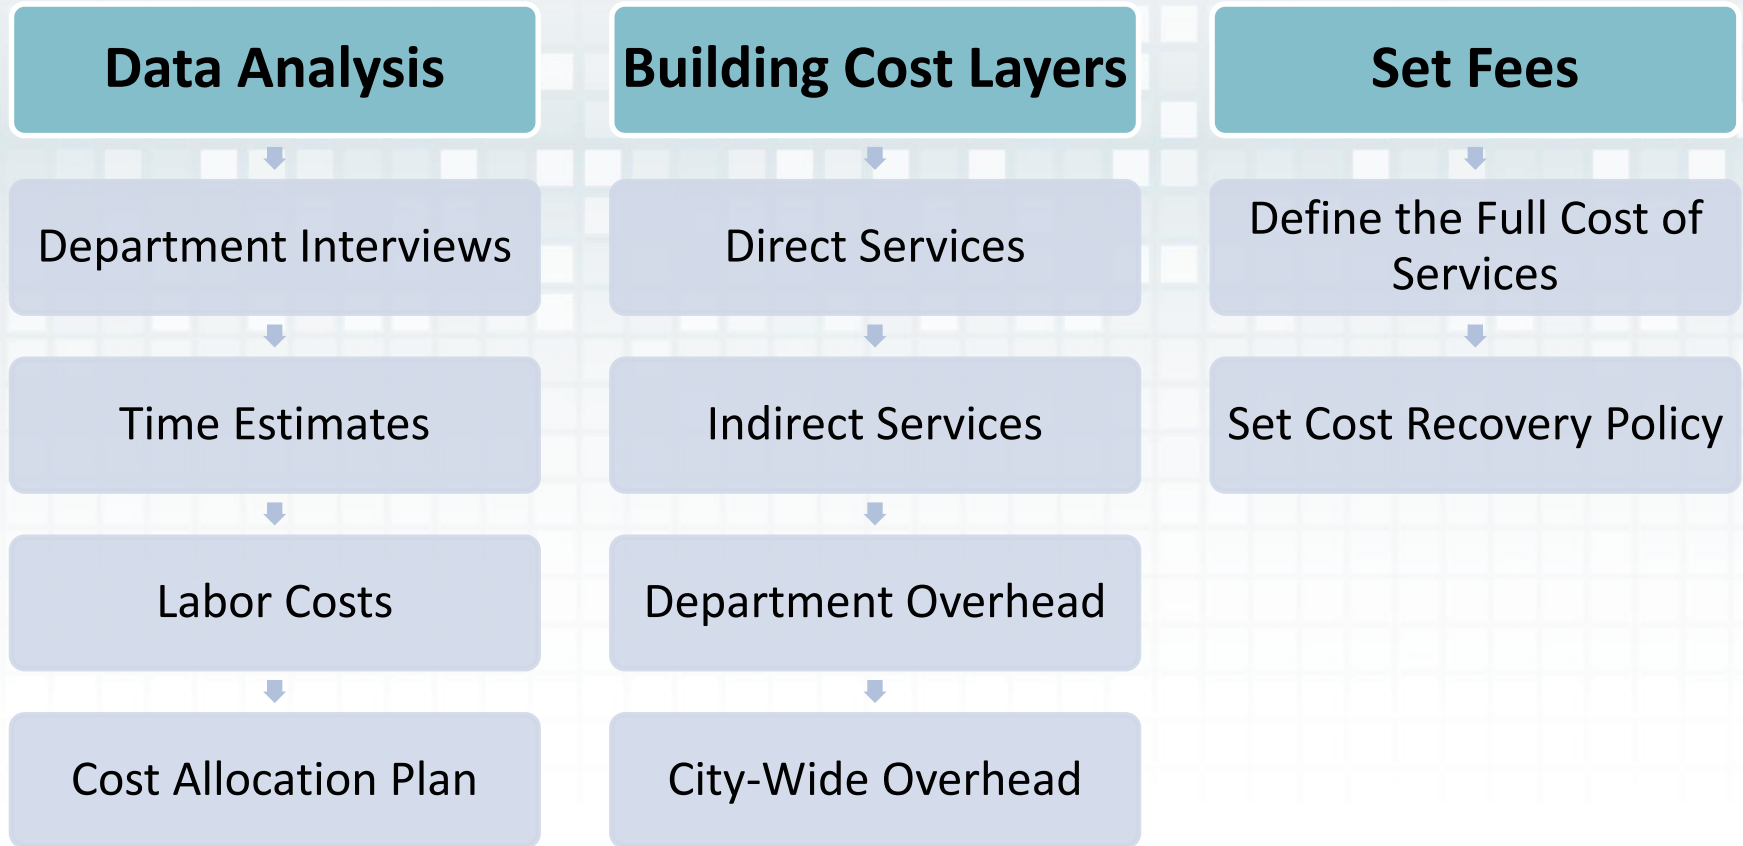 Data Analysis
Department Interviews
Time Estimates
Labor Costs
Cost Allocation Plan
Building Cost Layers
Direct Services
Indirect Services
Department Overhead
City-Wide Overhead
Set Fees
Define the Full Cost of
Services
Set Cost Recovery Policy